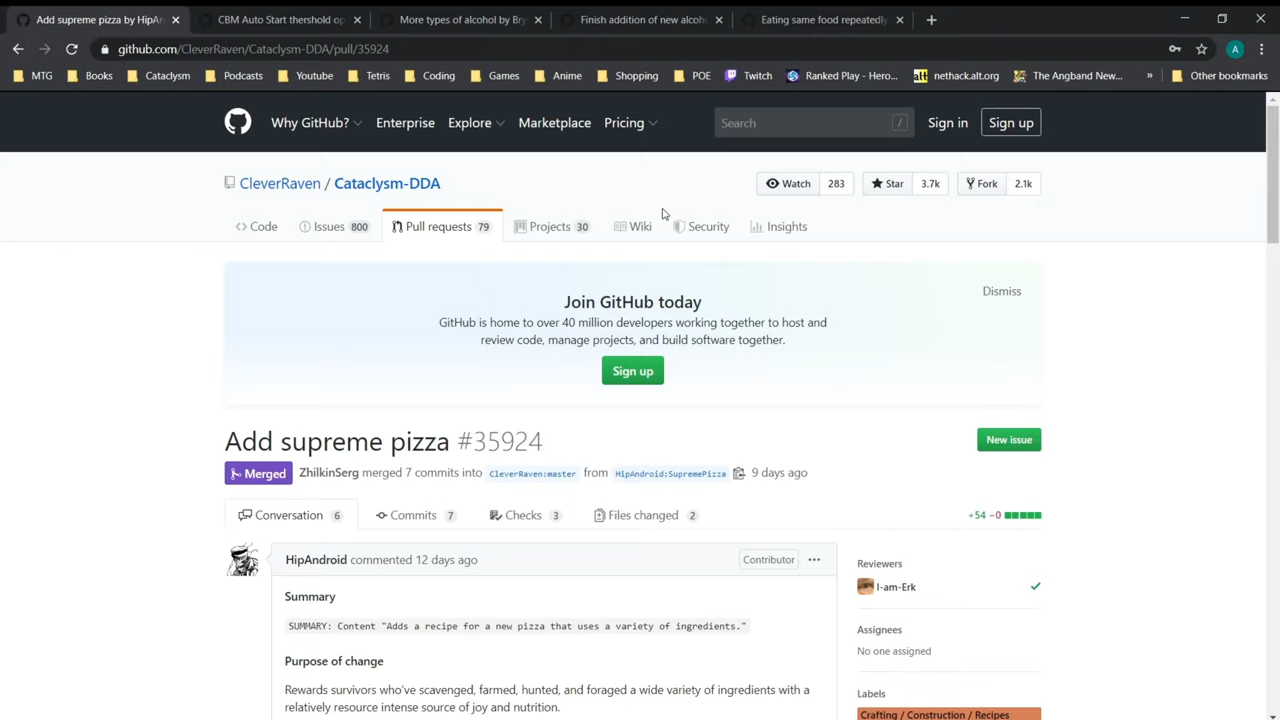 Add supreme pizza by HipAn
CBM Auto Start thershold op
More types of alcohol by Bry
Finish addition of new alcoh
Eating same food repeatedly
github.com/CleverRaven/Cataclysm-DDA/pull/35924
A
MTG Books Cataclysm Podcasts Youtube Tetris Coding Games Anime Shopping POE Twitch Ranked Play - Hero... nethack.alt.org The Angband New... » Other bookmarks
Why GitHub? Enterprise Explore Marketplace Pricing Search / Sign in Sign up
CleverRaven / Cataclysm-DDA
Watch 283 Star 3.7k Fork 2.1k
Code Issues 800 Pull requests 79 Projects 30 Wiki Security Insights
Join GitHub today
Dismiss
GitHub is home to over 40 million developers working together to host and
review code, manage projects, and build software together.
Sign up
Add supreme pizza #35924
New issue
Merged ZhilkinSerg merged 7 commits into CleverRaven:master from HipAndroid:SupremePizza 9 days ago
Conversation 6 Commits 7 Checks 3 Files changed 2
+54 −0
HipAndroid commented 12 days ago
Contributor
Summary
SUMMARY: Content "Adds a recipe for a new pizza that uses a variety of ingredients."
Purpose of change
Rewards survivors who've scavenged, farmed, hunted, and foraged a wide variety of ingredients with a
relatively resource intense source of joy and nutrition.
Reviewers
I-am-Erk
Assignees
No one assigned
Labels
Crafting / Construction / Recipes